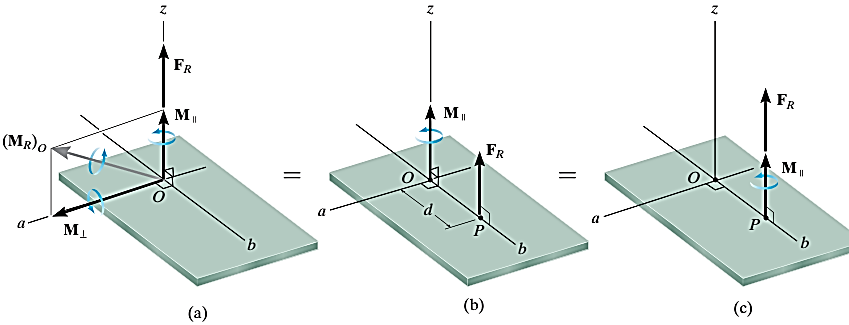 z
F_R
M_∥
(M_R)_O
O
a
M_⊥
b
(a)
=
z
M_∥
F_R
O
a
d
P
b
(b)
=
z
F_R
O
M_∥
a
P
b
(c)